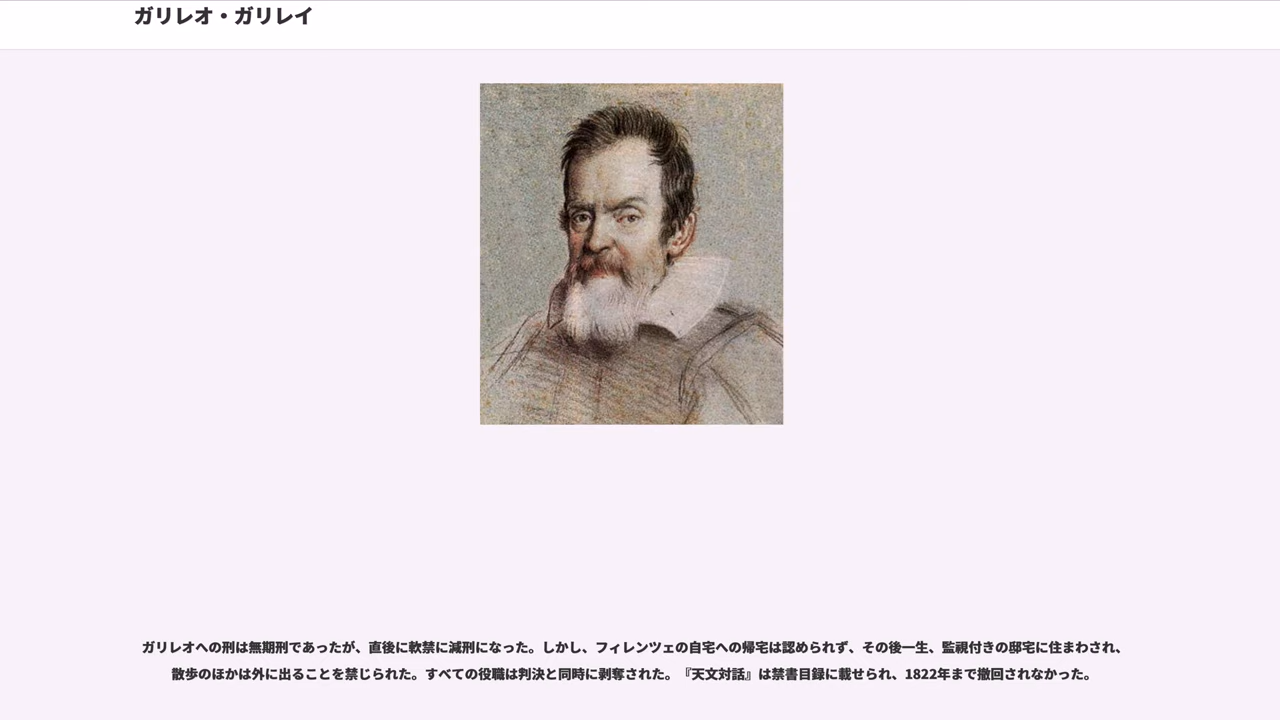 ガリレオ・ガリレイ
ガリレオへの刑は無期刑であったが、直後に軟禁に減刑になった。しかし、フィレンツェの自宅への帰宅は認められず、その後一生、監視付きの邸宅に住まわされ、
散歩のほかは外に出ることを禁じられた。すべての役職は判決と同時に剥奪された。『天文対話』は禁書目録に載せられ、1822年まで撤回されなかった。